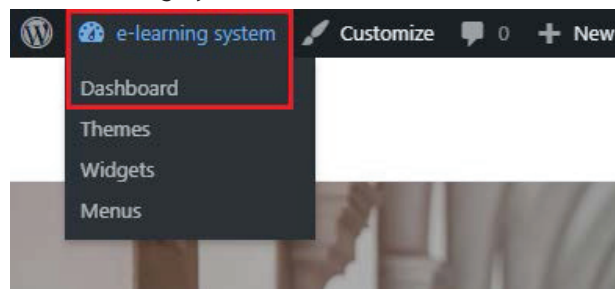 e-learning system Customize 0 New
Dashboard
Themes
Widgets
Menus